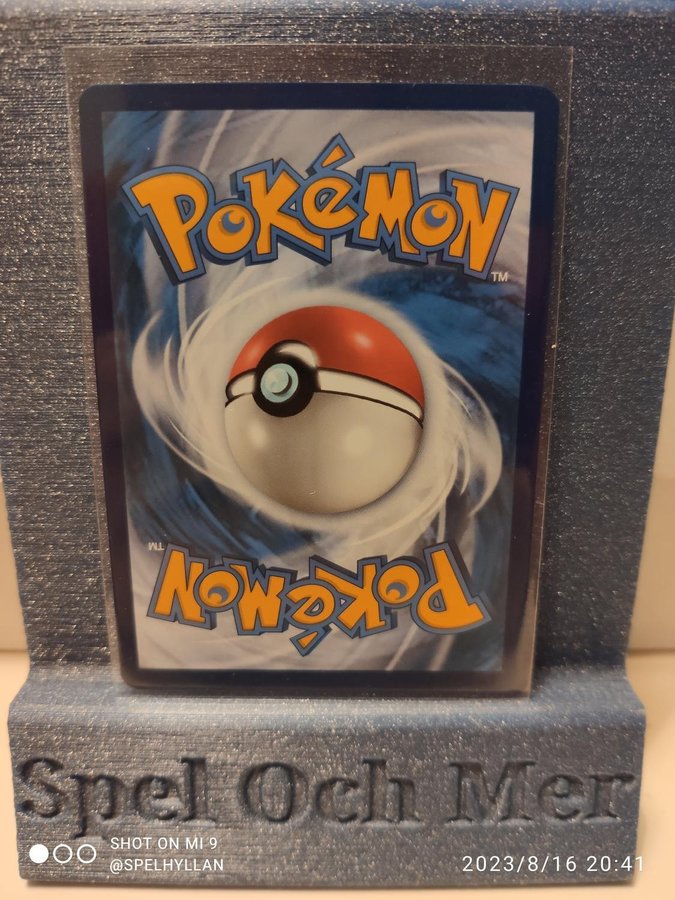 POKÉMON
TM
TM
POKÉMON
Spel Och Mer
SHOT ON MI 9
@SPELHYLLAN
2023/8/16 20:41